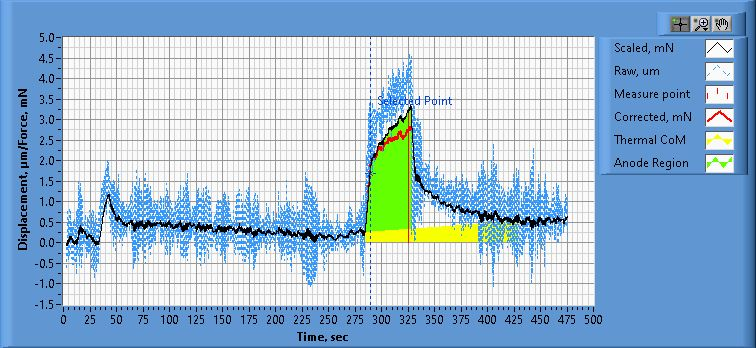 Scaled, mN
Raw, um
Measure point
Corrected, mN
Thermal CoM
Anode Region
Displacement, µm/Force, mN
5.0
4.5
4.0
3.5
3.0
2.5
2.0
1.5
1.0
0.5
0.0
-0.5
-1.0
-1.5
Selected Point
0 25 50 75 100 125 150 175 200 225 250 275 300 325 350 375 400 425 450 475 500
Time, sec